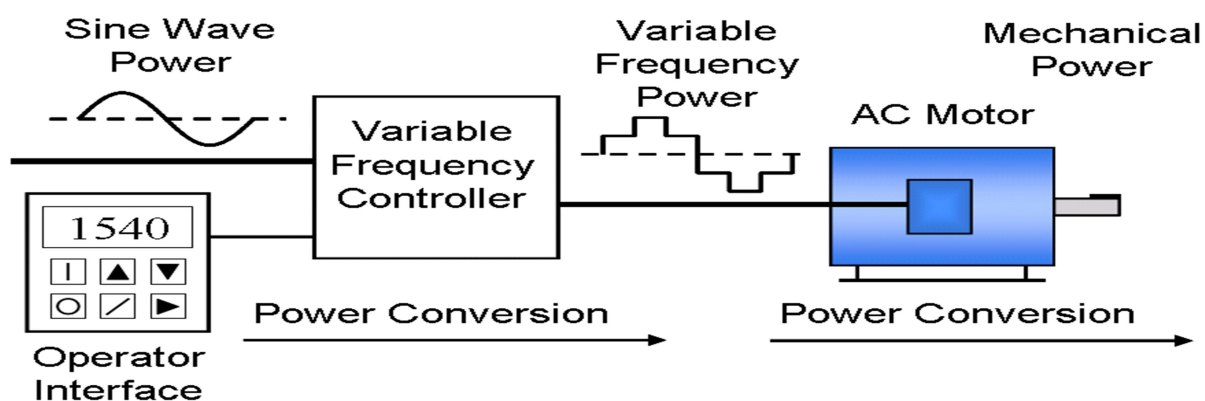 Sine Wave
Power
Variable
Frequency
Controller
Variable
Frequency
Power
Mechanical
Power
AC Motor
1540
Power Conversion
Power Conversion
Operator
Interface